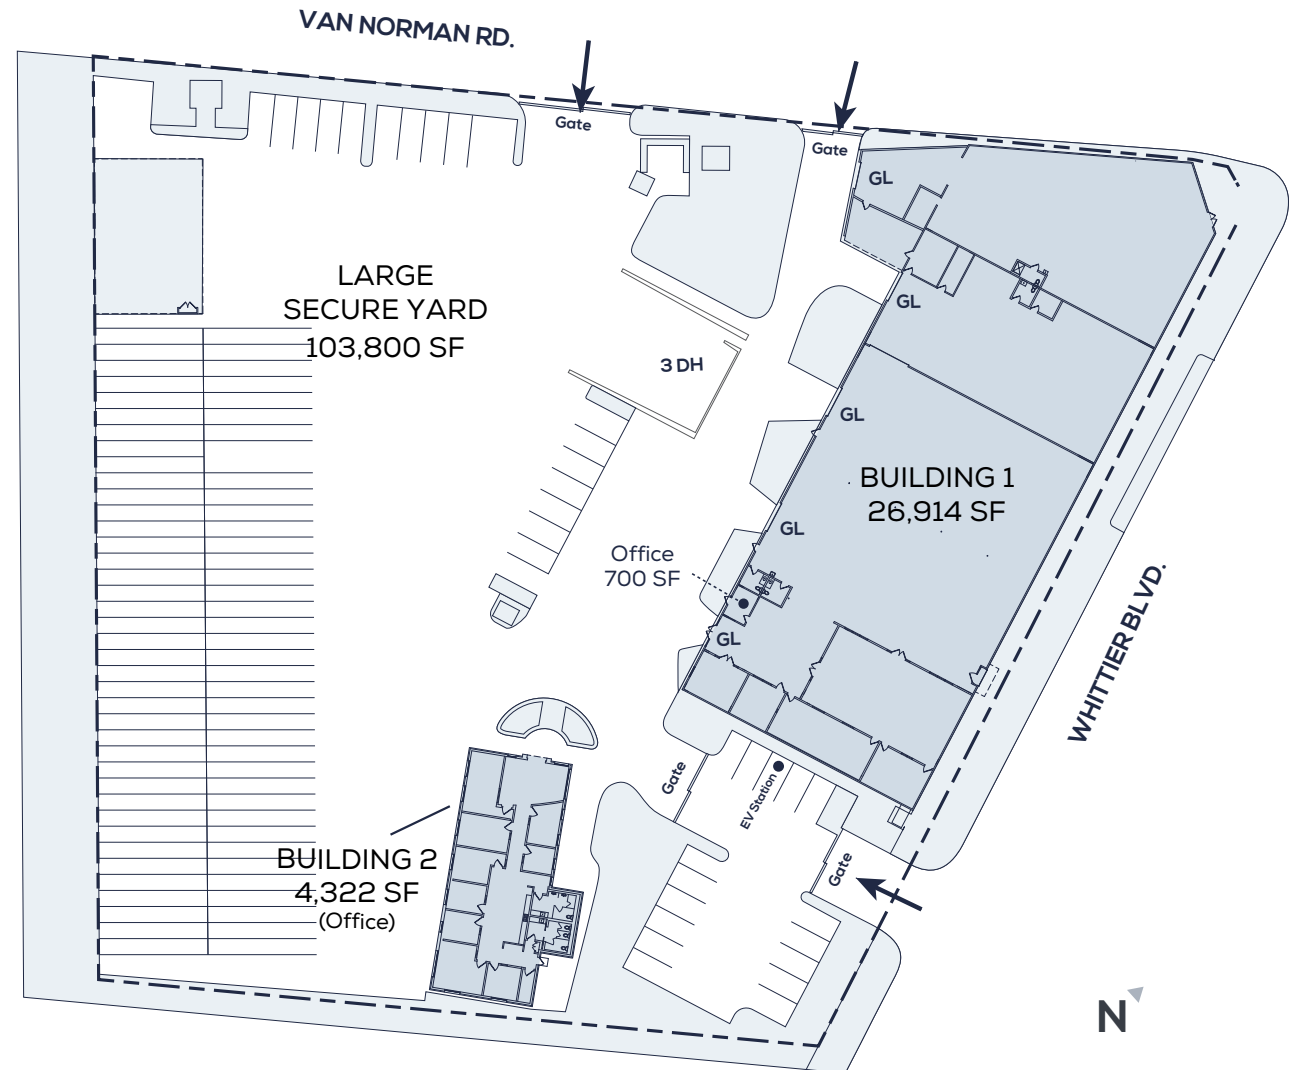 VAN NORMAN RD.
Gate
Gate
GL
LARGE
SECURE YARD
103,800 SF
GL
3 DH
GL
BUILDING 1
26,914 SF
GL
Office
700 SF
GL
WHITTIER BLVD.
Gate
EV Station
BUILDING 2
4,322 SF
(Office)
Gate
N